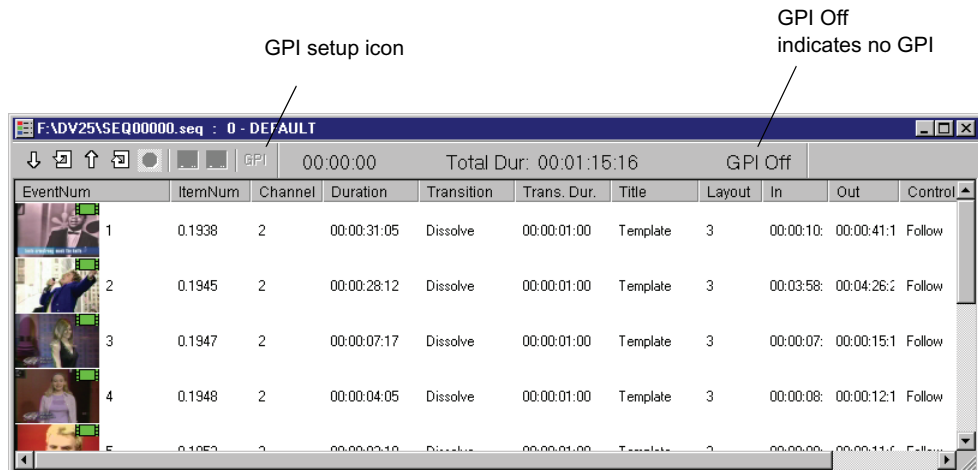 GPI Off
indicates no GPI
GPI setup icon
F:\DV25\SEQ00000.seq : 0 - DEFAULT
GPI 00:00:00 Total Dur: 00:01:15:16 GPI Off
EventNum ItemNum Channel Duration Transition Trans. Dur. Title Layout In Out Control
1 0.1938 2 00:00:31:05 Dissolve 00:00:01:00 Template 3 00:00:10: 00:00:41:1 Follow
2 0.1945 2 00:00:28:12 Dissolve 00:00:01:00 Template 3 00:03:58: 00:04:26:2 Follow
3 0.1947 2 00:00:07:17 Dissolve 00:00:01:00 Template 3 00:00:07: 00:00:15:1 Follow
4 0.1948 2 00:00:04:05 Dissolve 00:00:01:00 Template 3 00:00:08: 00:00:12:1 Follow